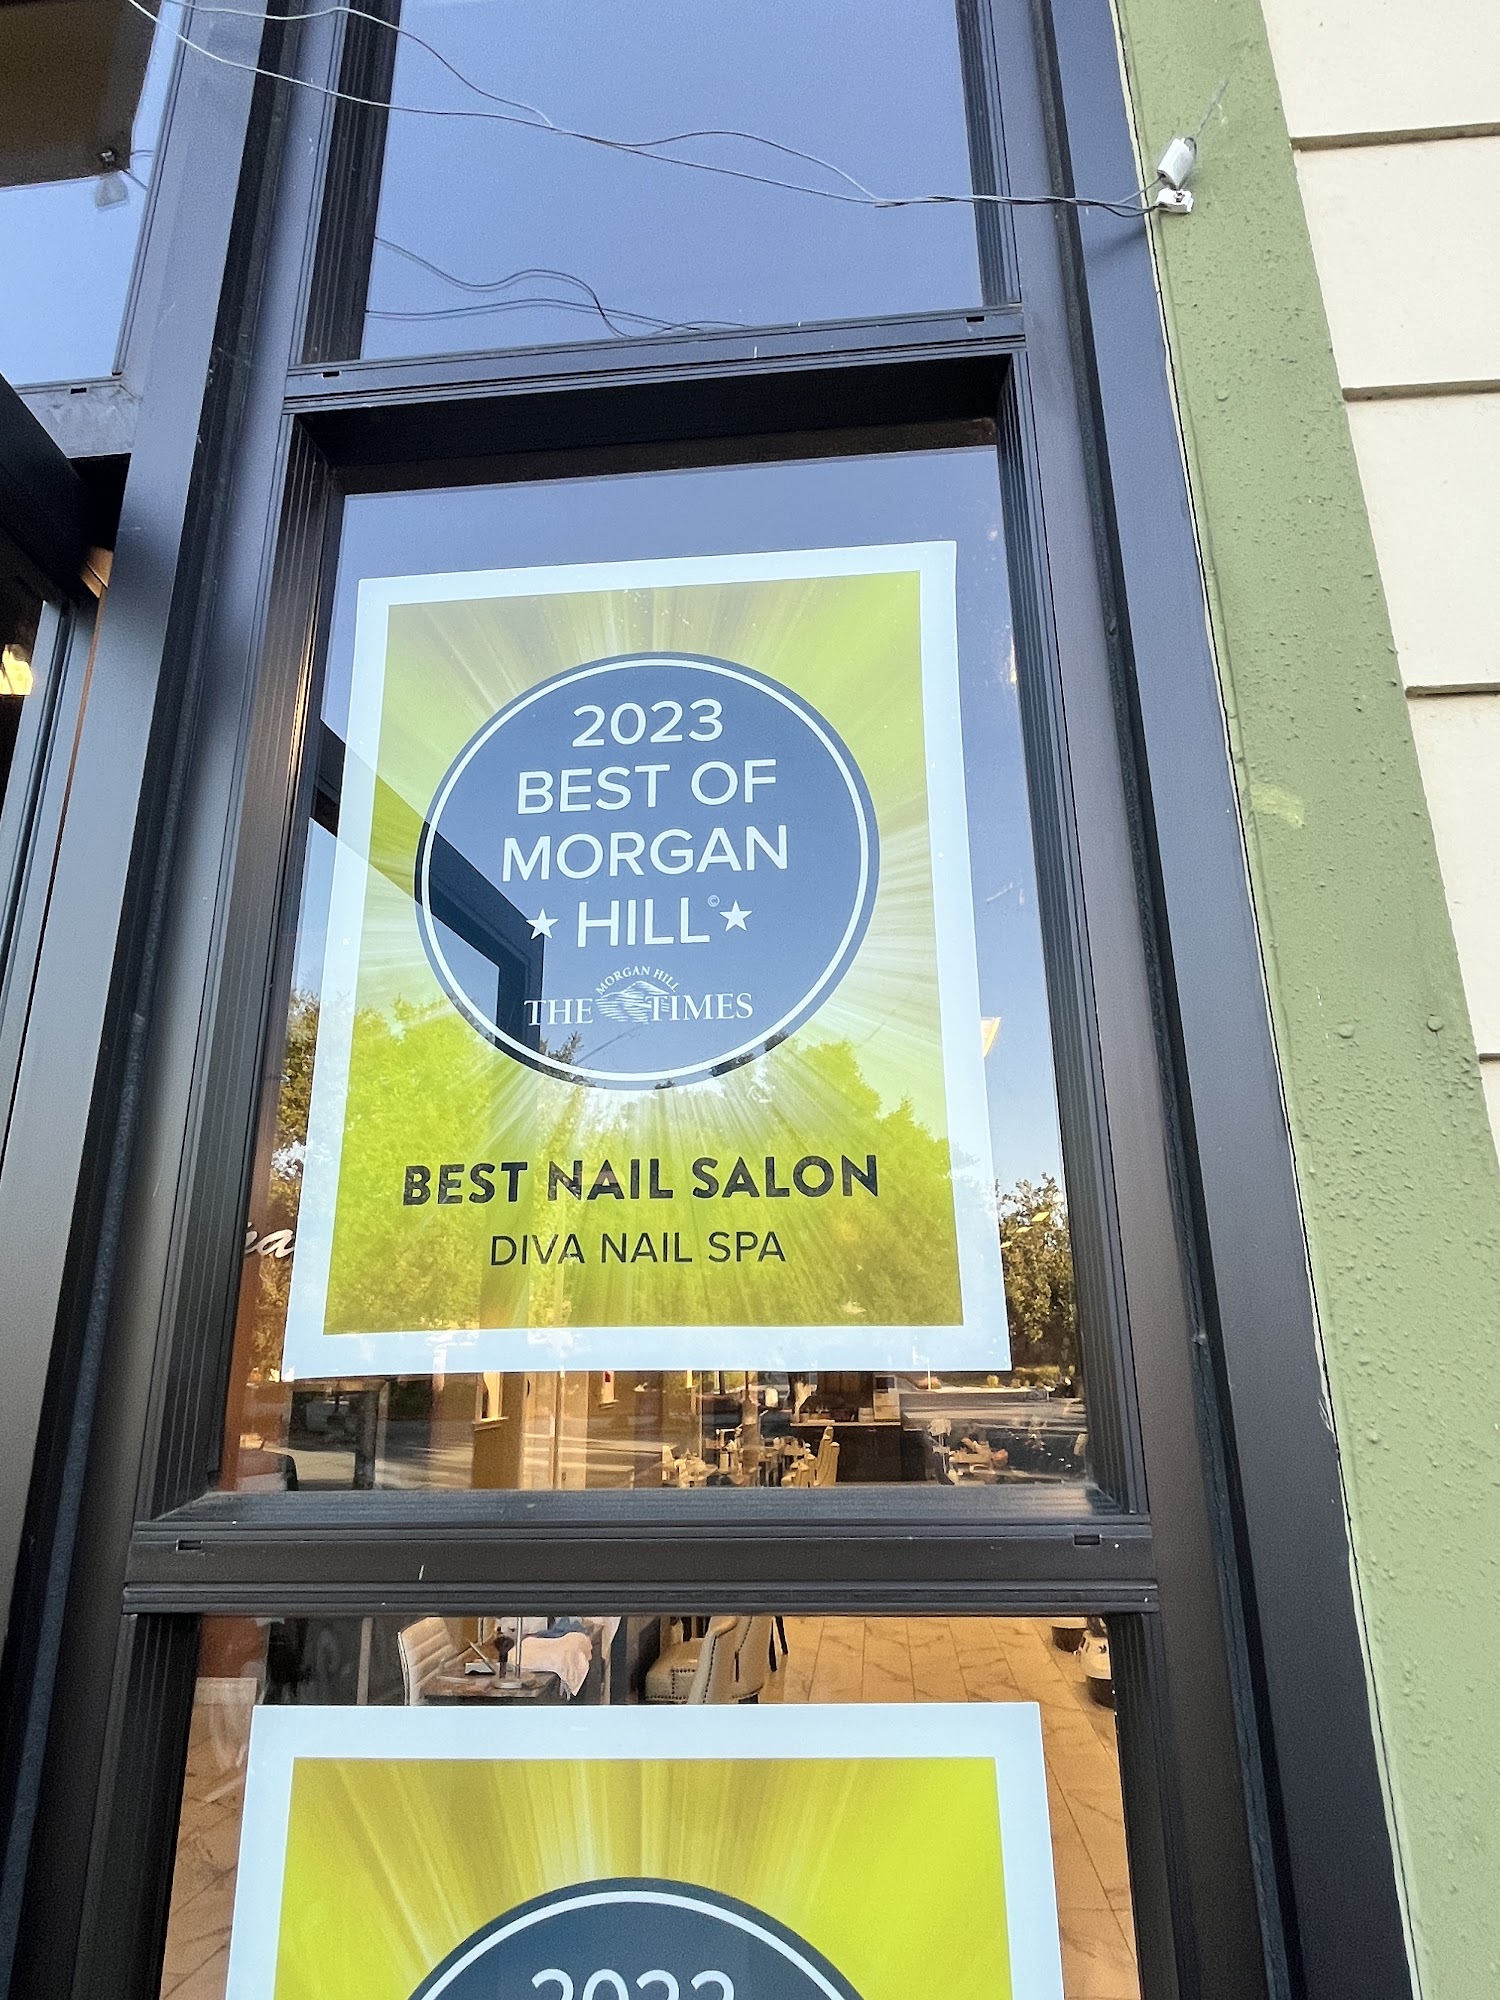 2023
BEST OF
MORGAN
★ HILL© ★
MORGAN HILL
THE TIMES
BEST NAIL SALON
DIVA NAIL SPA